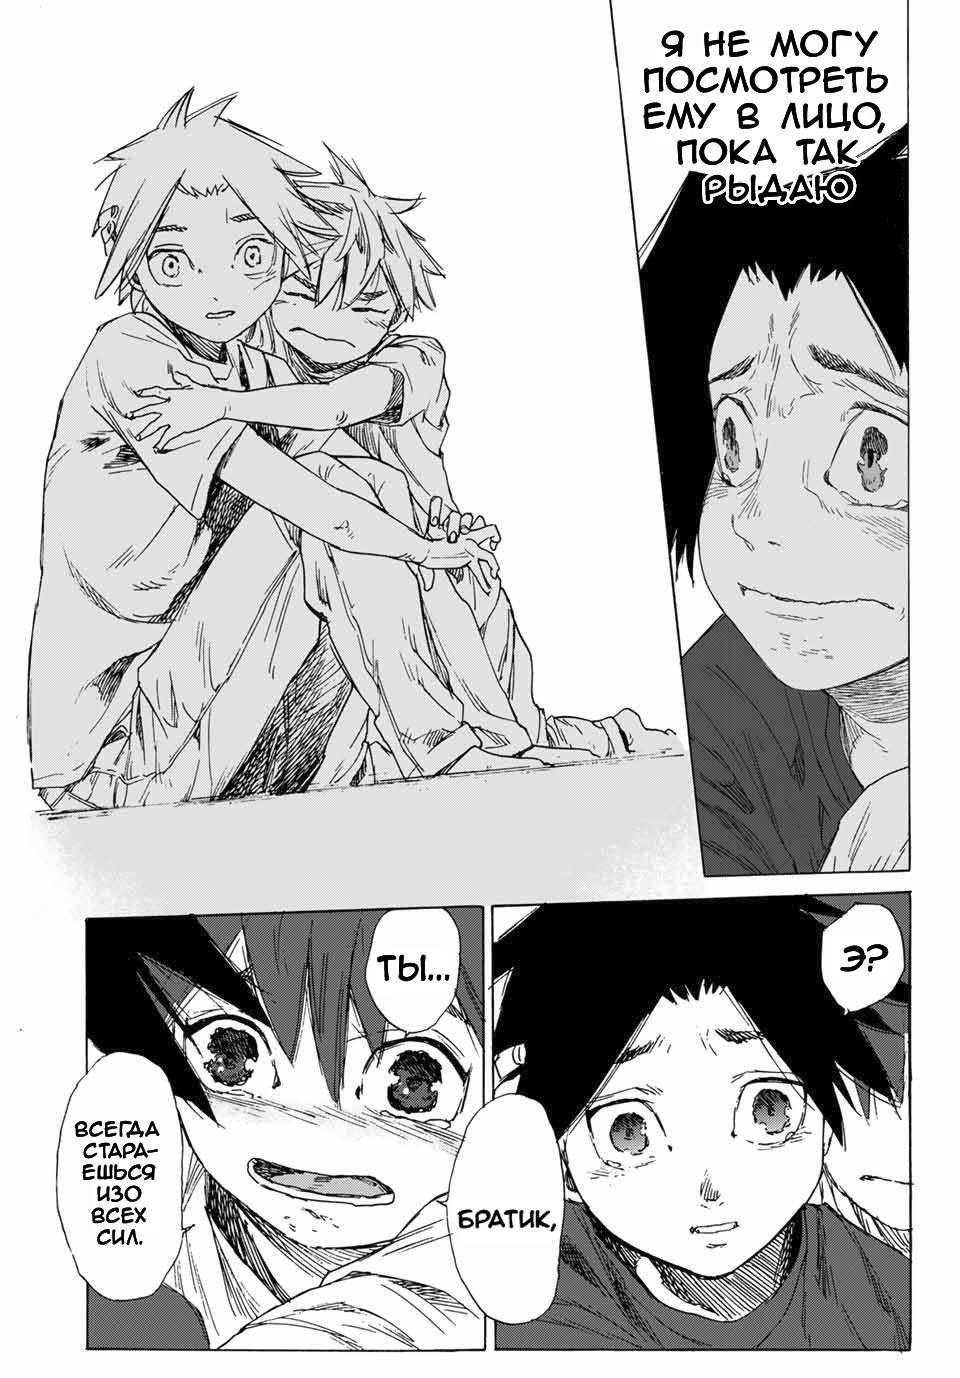 Я НЕ МОГУ
ПОСМОТРЕТЬ
ЕМУ В ЛИЦО,
ПОКА ТАК
РЫДАЮ
Э?
БРАТИК,
ТЫ...
ВСЕГДА
СТАРА-
ЕШЬСЯ
ИЗО
ВСЕХ
СИЛ.